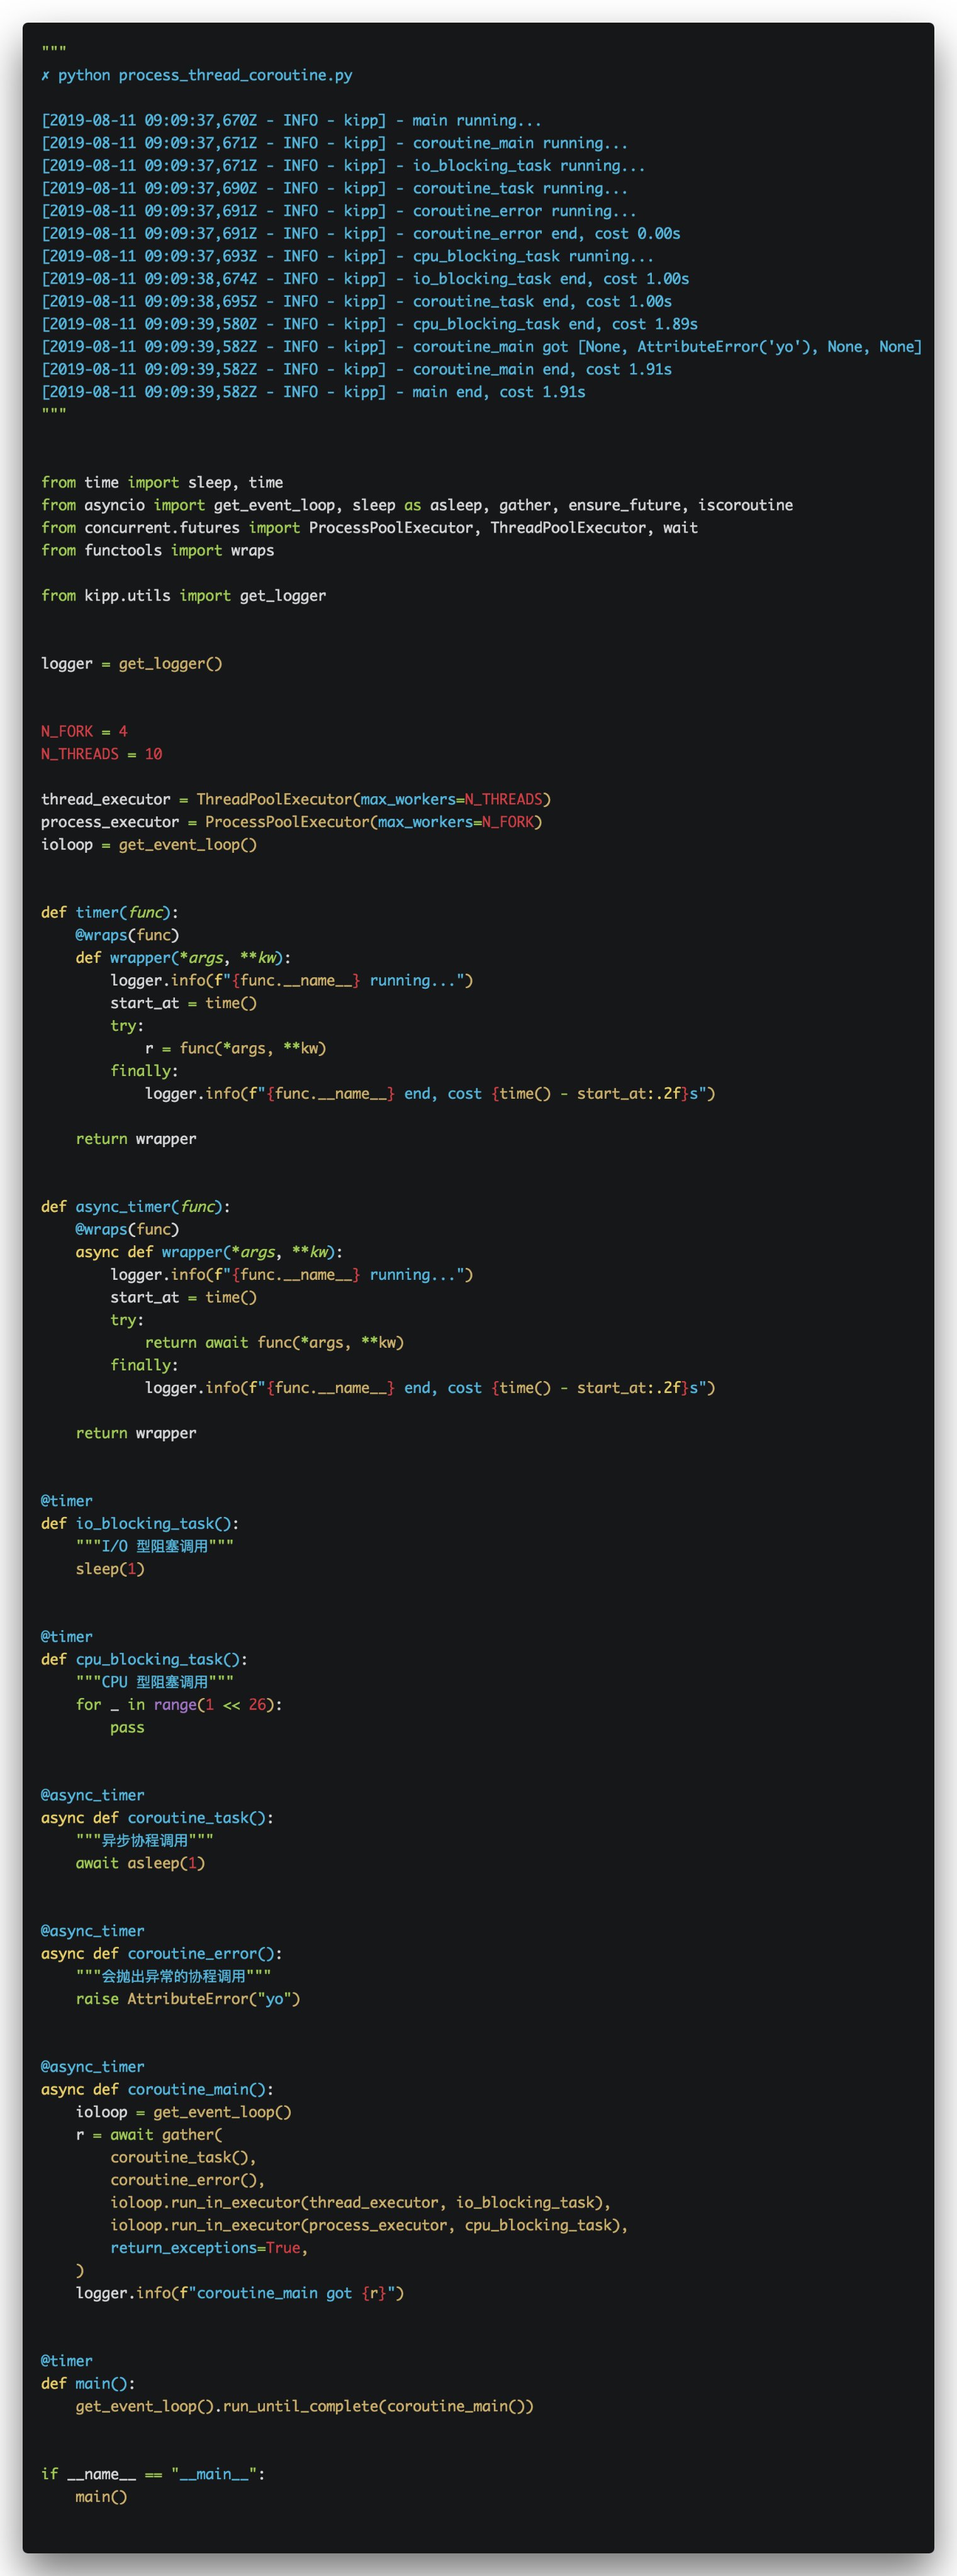 """
✗ python process_thread_coroutine.py

[2019-08-11 09:09:37,670Z - INFO - kipp] - main running...
[2019-08-11 09:09:37,671Z - INFO - kipp] - coroutine_main running...
[2019-08-11 09:09:37,671Z - INFO - kipp] - io_blocking_task running...
[2019-08-11 09:09:37,690Z - INFO - kipp] - coroutine_task running...
[2019-08-11 09:09:37,691Z - INFO - kipp] - coroutine_error running...
[2019-08-11 09:09:37,691Z - INFO - kipp] - coroutine_error end, cost 0.00s
[2019-08-11 09:09:37,693Z - INFO - kipp] - cpu_blocking_task running...
[2019-08-11 09:09:38,674Z - INFO - kipp] - io_blocking_task end, cost 1.00s
[2019-08-11 09:09:38,695Z - INFO - kipp] - coroutine_task end, cost 1.00s
[2019-08-11 09:09:39,580Z - INFO - kipp] - cpu_blocking_task end, cost 1.89s
[2019-08-11 09:09:39,582Z - INFO - kipp] - coroutine_main got [None, AttributeError('yo'), None, None]
[2019-08-11 09:09:39,582Z - INFO - kipp] - coroutine_main end, cost 1.91s
[2019-08-11 09:09:39,582Z - INFO - kipp] - main end, cost 1.91s
"""


from time import sleep, time
from asyncio import get_event_loop, sleep as asleep, gather, ensure_future, iscoroutine
from concurrent.futures import ProcessPoolExecutor, ThreadPoolExecutor, wait
from functools import wraps

from kipp.utils import get_logger


logger = get_logger()


N_FORK = 4
N_THREADS = 10

thread_executor = ThreadPoolExecutor(max_workers=N_THREADS)
process_executor = ProcessPoolExecutor(max_workers=N_FORK)
ioloop = get_event_loop()


def timer(func):
    @wraps(func)
    def wrapper(*args, **kw):
        logger.info(f"{func.__name__} running...")
        start_at = time()
        try:
            r = func(*args, **kw)
        finally:
            logger.info(f"{func.__name__} end, cost {time() - start_at:.2f}s")

    return wrapper


def async_timer(func):
    @wraps(func)
    async def wrapper(*args, **kw):
        logger.info(f"{func.__name__} running...")
        start_at = time()
        try:
            return await func(*args, **kw)
        finally:
            logger.info(f"{func.__name__} end, cost {time() - start_at:.2f}s")

    return wrapper


@timer
def io_blocking_task():
    """I/O 型阻塞调用"""
    sleep(1)


@timer
def cpu_blocking_task():
    """CPU 型阻塞调用"""
    for _ in range(1 << 26):
        pass


@async_timer
async def coroutine_task():
    """异步协程调用"""
    await asleep(1)


@async_timer
async def coroutine_error():
    """会抛出异常的协程调用"""
    raise AttributeError("yo")


@async_timer
async def coroutine_main():
    ioloop = get_event_loop()
    r = await gather(
        coroutine_task(),
        coroutine_error(),
        ioloop.run_in_executor(thread_executor, io_blocking_task),
        ioloop.run_in_executor(process_executor, cpu_blocking_task),
        return_exceptions=True,
    )
    logger.info(f"coroutine_main got {r}")


@timer
def main():
    get_event_loop().run_until_complete(coroutine_main())


if __name__ == "__main__":
    main()